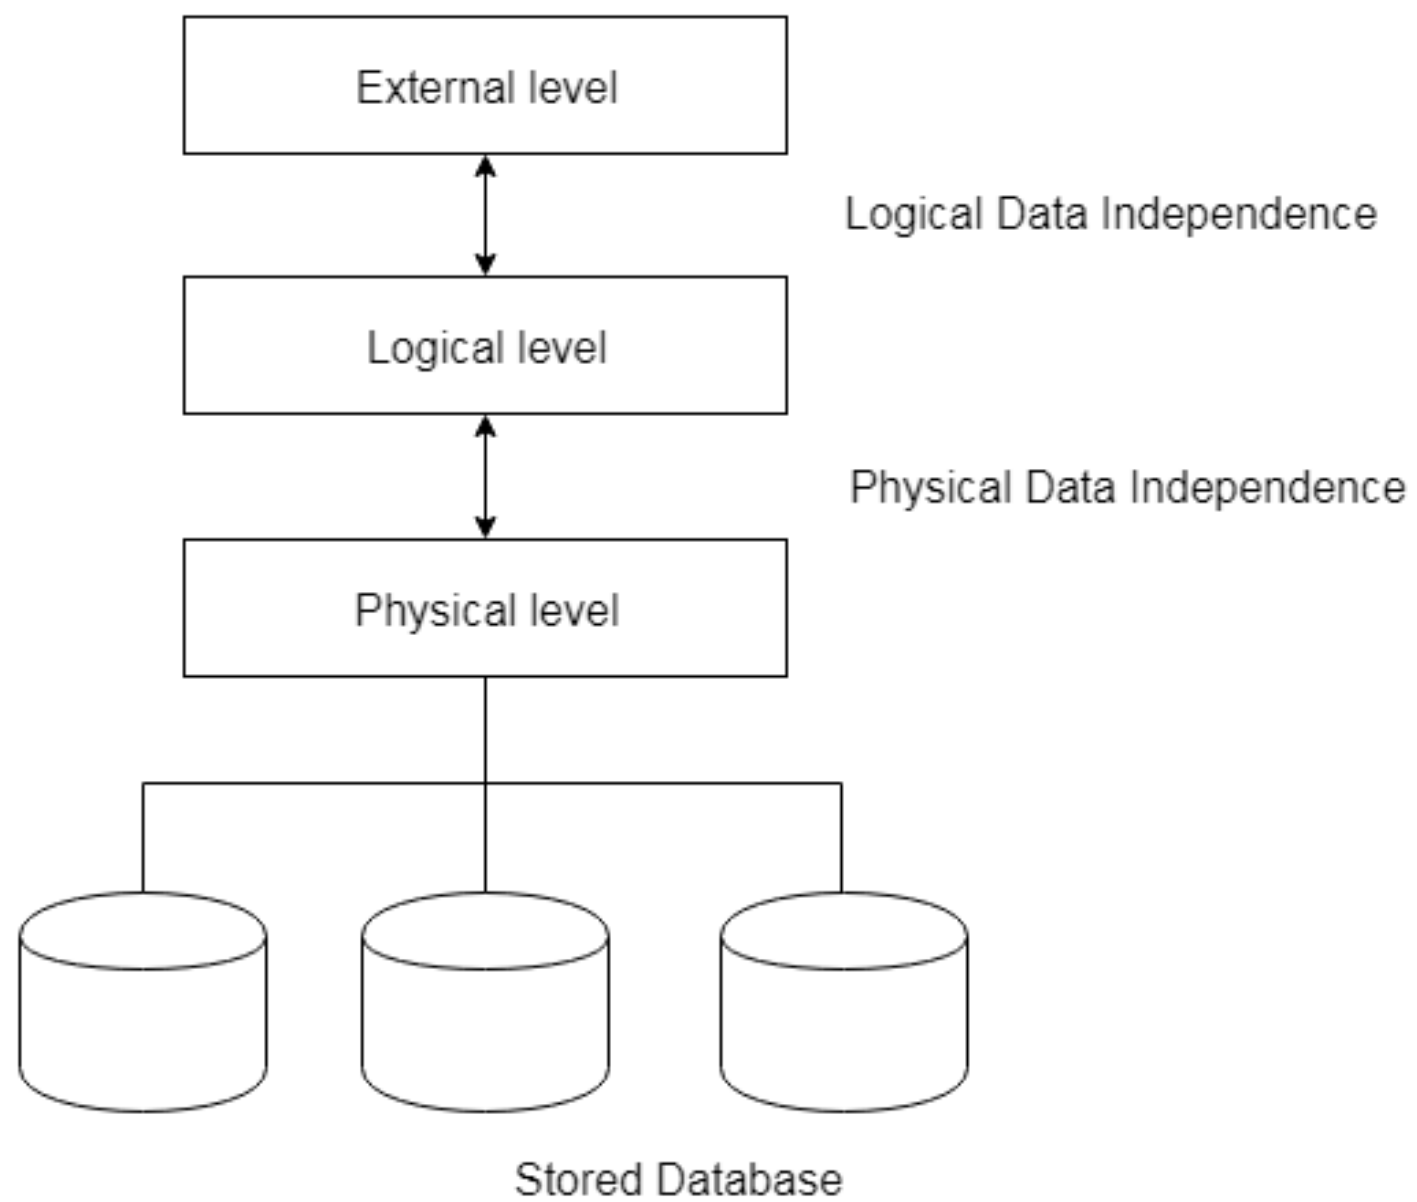 External level
Logical Data Independence
Logical level
Physical Data Independence
Physical level
Stored Database